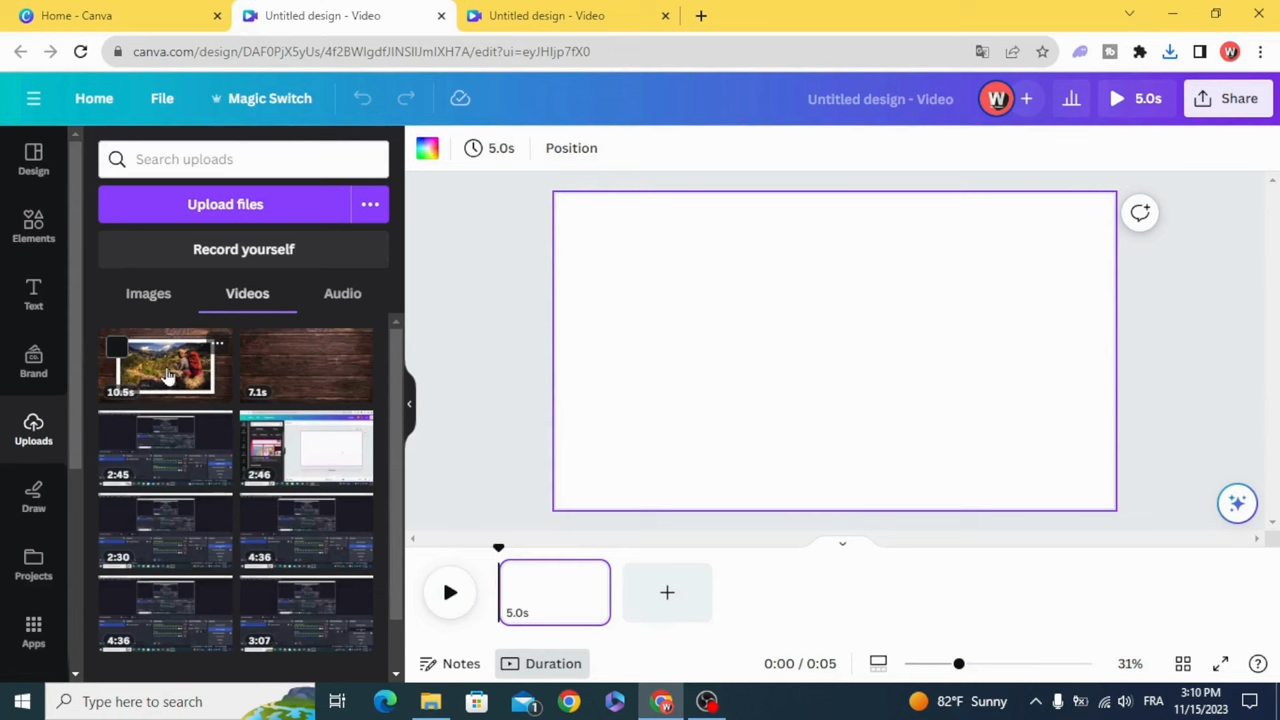 Home - Canva
Untitled design - Video
Untitled design - Video
canva.com/design/DAF0PjX5yUs/4f2BWlgdfJINSIlJmlXH7A/edit?ui=eyJHIjp7fX0
W
Home
File
Magic Switch
Untitled design - Video
W
5.0s
Share
Design
Search uploads
5.0s
Position
Upload files
Elements
Record yourself
Text
Images
Videos
Audio
Brand
10.5s
7.1s
Uploads
2:45
2:46
Draw
2:30
4:36
Projects
4:36
3:07
Apps
5.0s
Notes
Duration
0:00 / 0:05
31%
Type here to search
1
W
82°F Sunny
FRA
3:10 PM
11/15/2023